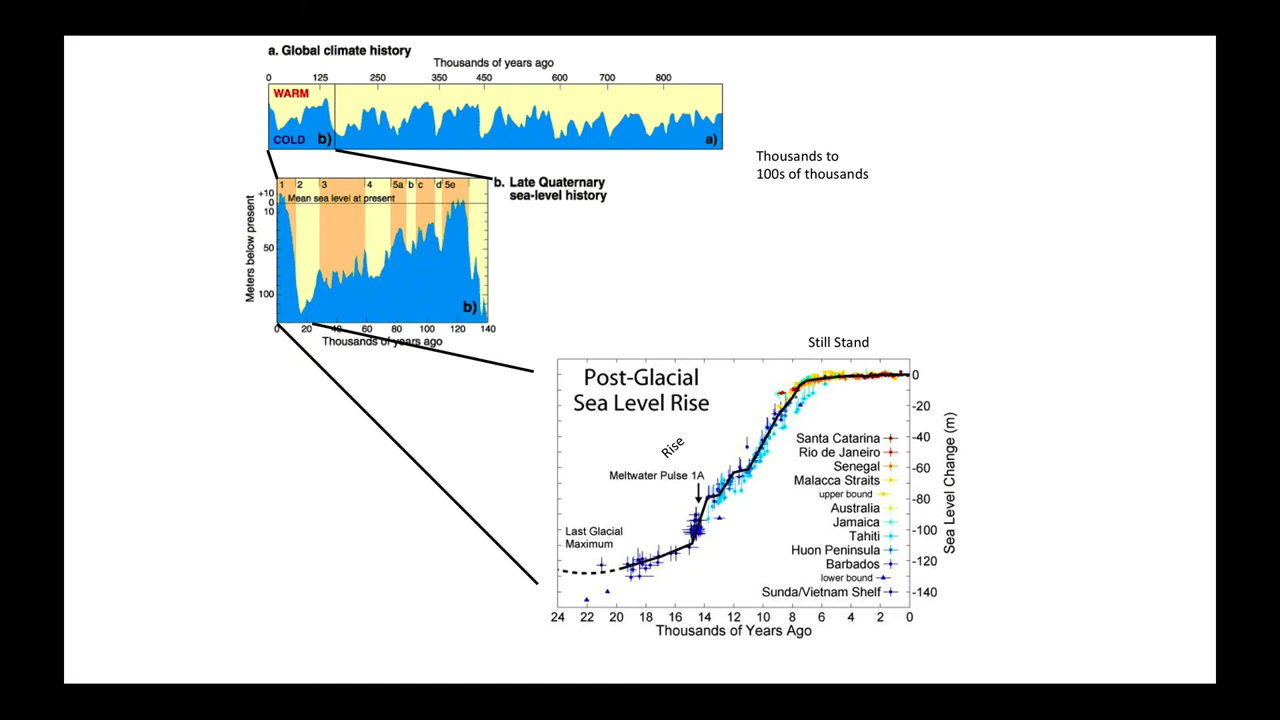 a. Global climate history
Thousands of years ago
0 125 250 350 450 600 700 800
WARM
COLD b) a)
Thousands to
100s of thousands
b. Late Quaternary
sea-level history
1 2 3 4 5a b c d 5e
+10
Mean sea level at present
0
10
50
100
Meters below present
b)
0 20 40 60 80 100 120 140
Thousands of years ago
Still Stand
Post-Glacial
Sea Level Rise
Rise
Meltwater Pulse 1A
Last Glacial
Maximum
Santa Catarina
Rio de Janeiro
Senegal
Malacca Straits
upper bound
Australia
Jamaica
Tahiti
Huon Peninsula
Barbados
lower bound
Sunda/Vietnam Shelf
0
-20
-40
-60
-80
-100
-120
-140
Sea Level Change (m)
24 22 20 18 16 14 12 10 8 6 4 2 0
Thousands of Years Ago